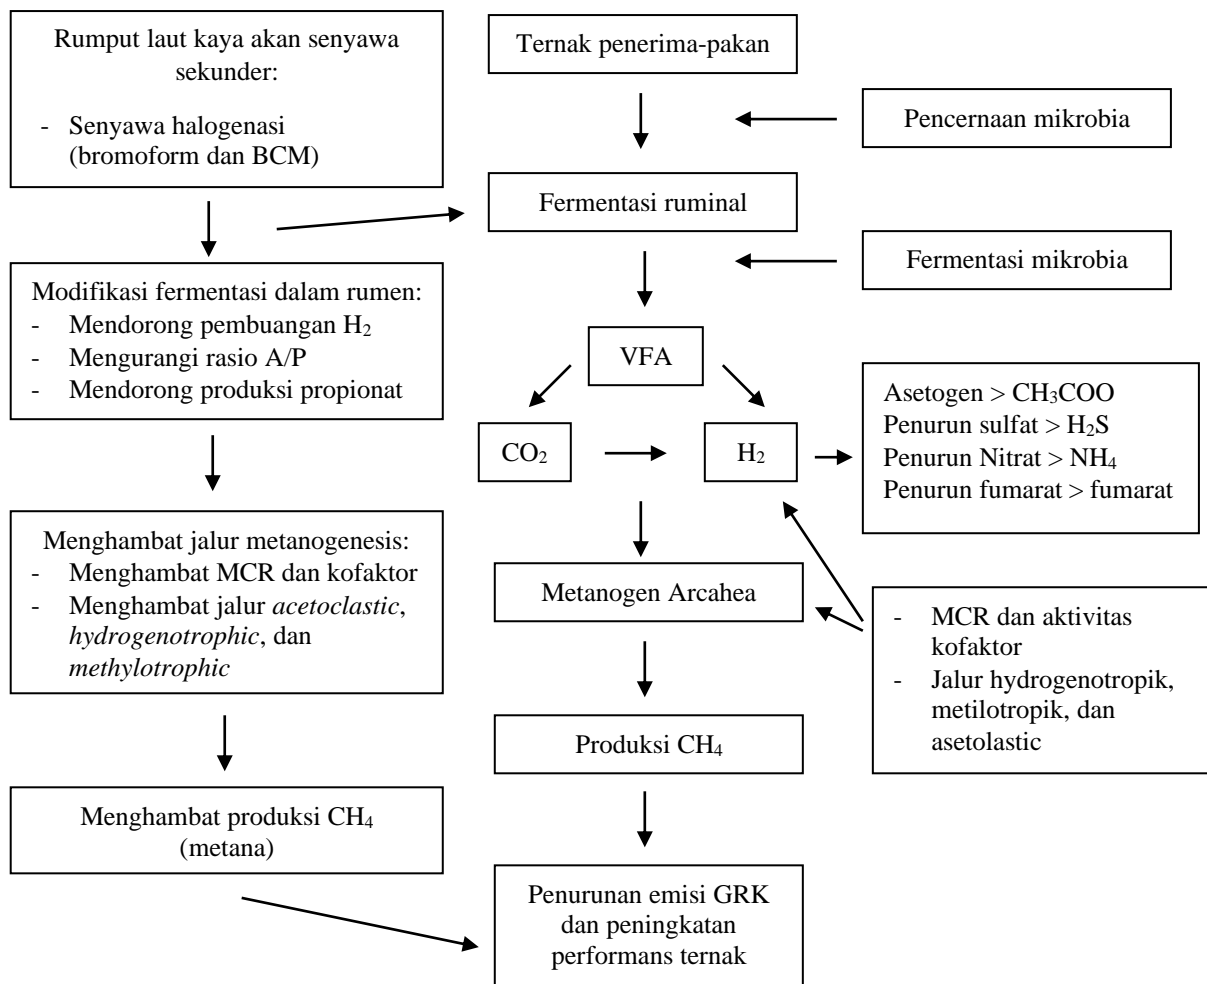 Rumput laut kaya akan senyawa
sekunder:
- Senyawa halogenasi
(bromoform dan BCM)
Ternak penerima-pakan
Pencernaan mikrobia
Fermentasi ruminal
Fermentasi mikrobia
Modifikasi fermentasi dalam rumen:
- Mendorong pembuangan H₂
- Mengurangi rasio A/P
- Mendorong produksi propionat
VFA
CO₂
H₂
Asetogen > CH₃COO
Penurun sulfat > H₂S
Penurun Nitrat > NH₄
Penurun fumarat > fumarat
Menghambat jalur metanogenesis:
- Menghambat MCR dan kofaktor
- Menghambat jalur acetoclastic,
hydrogenotrophic, dan
methylotrophic
Metanogen Arcahea
- MCR dan aktivitas
kofaktor
- Jalur hydrogenotropik,
metilotropik, dan
asetolastic
Produksi CH₄
Menghambat produksi CH₄
(metana)
Penurunan emisi GRK
dan peningkatan
performans ternak